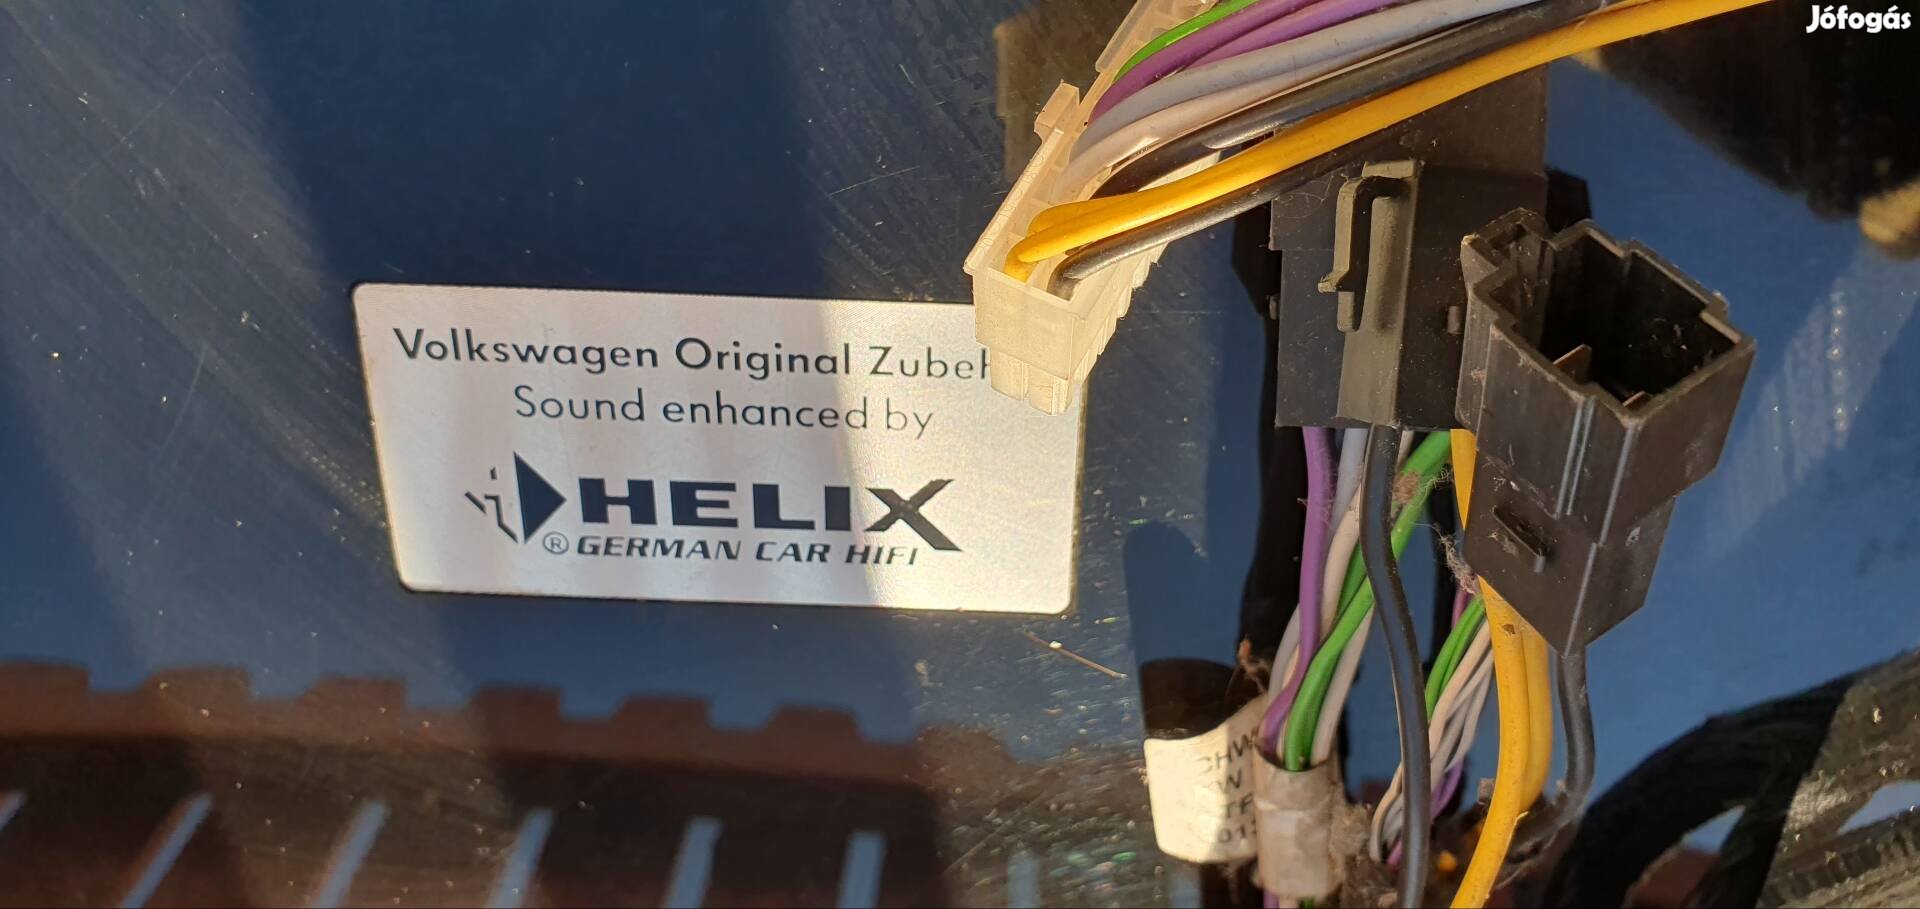 Jófogás
Volkswagen Original Zubeh
Sound enhanced by
HELIX
® GERMAN CAR HIFI